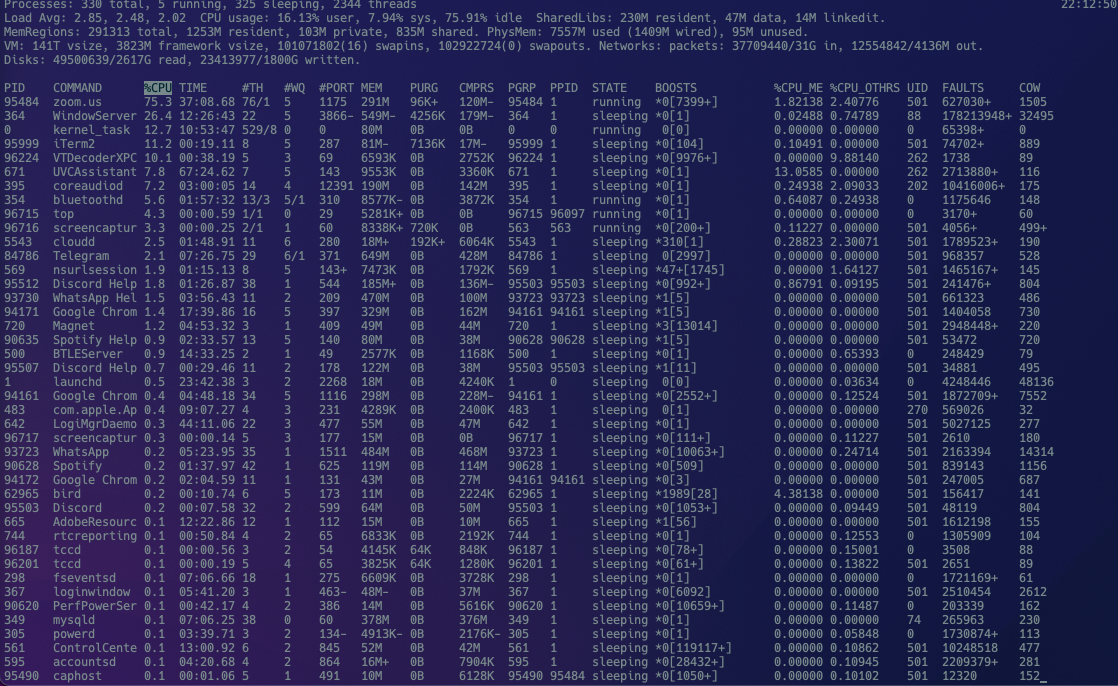 Processes: 330 total, 5 running, 325 sleeping, 2344 threads 22:12:50
Load Avg: 2.85, 2.48, 2.02 CPU usage: 16.13% user, 7.94% sys, 75.91% idle SharedLibs: 230M resident, 47M data, 14M linkedit.
MemRegions: 291313 total, 1253M resident, 103M private, 835M shared. PhysMem: 7557M used (1409M wired), 95M unused.
VM: 141T vsize, 3823M framework vsize, 101071802(16) swapins, 102922724(0) swapouts. Networks: packets: 37709440/31G in, 12554842/4136M out.
Disks: 49500639/2617G read, 23413977/1800G written.
PID COMMAND %CPU TIME #TH #WQ #PORT MEM PURG CMPRS PGRP PPID STATE BOOSTS %CPU_ME %CPU_OTHRS UID FAULTS COW
95484 zoom.us 75.3 37:08.68 76/1 5 1175 291M 96K+ 120M- 95484 1 running *0[7399+] 1.82138 2.40776 501 627030+ 1505
364 WindowServer 26.4 12:26:43 22 5 3866- 549M- 4256K 179M- 364 1 sleeping *0[1] 0.02488 0.74789 88 178213948+ 32495
0 kernel_task 12.7 10:53:47 529/8 0 0 80M 0B 0B 0 0 running 0[0] 0.00000 0.00000 0 65398+ 0
95999 iTerm2 11.2 00:19.11 8 5 287 81M- 7136K 17M- 95999 1 sleeping *0[104] 0.10491 0.00000 501 74702+ 889
96224 VTDecoderXPC 10.1 00:38.19 5 3 69 6593K 0B 2752K 96224 1 sleeping *0[9976+] 0.00000 9.88140 262 1738 89
671 UVCAssistant 7.8 67:24.62 7 5 143 9553K 0B 3360K 671 1 sleeping *0[1] 13.0585 0.00000 262 2713880+ 116
395 coreaudiod 7.2 03:00:05 14 4 12391 190M 0B 142M 395 1 sleeping *0[1] 0.24938 2.09033 202 10416006+ 175
354 bluetoothd 5.6 01:57:32 13/3 5/1 310 8577K- 0B 3872K 354 1 running *0[1] 0.64087 0.24938 0 1175646 148
96715 top 4.3 00:00.59 1/1 0 29 5281K+ 0B 0B 96715 96097 running *0[1] 0.00000 0.00000 0 3170+ 60
96716 screencaptur 3.3 00:00.25 2/1 1 60 8338K+ 720K 0B 563 563 running *0[200+] 0.11227 0.00000 501 4056+ 499+
5543 cloudd 2.5 01:48.91 11 6 280 18M+ 192K+ 6064K 5543 1 sleeping *310[1] 0.28823 2.30071 501 1789523+ 190
84786 Telegram 2.1 07:26.75 29 6/1 371 649M 0B 428M 84786 1 sleeping 0[2997] 0.00000 0.00000 501 968357 528
569 nsurlsession 1.9 01:15.13 8 5 143+ 7473K 0B 1792K 569 1 sleeping *47+[1745] 0.00000 1.64127 501 1465167+ 145
95512 Discord Help 1.8 01:26.87 38 1 544 185M+ 0B 136M- 95503 95503 sleeping *0[992+] 0.86791 0.09195 501 241476+ 804
93730 WhatsApp Hel 1.5 03:56.43 11 2 209 470M 0B 100M 93723 93723 sleeping *1[5] 0.00000 0.00000 501 661323 486
94171 Google Chrom 1.4 17:39.86 16 5 397 329M 0B 162M 94161 94161 sleeping *1[5] 0.00000 0.00000 501 1404058 730
720 Magnet 1.2 04:53.32 3 1 409 49M 0B 44M 720 1 sleeping *3[13014] 0.00000 0.00000 501 2948448+ 220
90635 Spotify Help 0.9 02:33.57 13 5 140 80M 0B 38M 90628 90628 sleeping *1[5] 0.00000 0.00000 501 53472 720
500 BTLEServer 0.9 14:33.25 2 1 49 2577K 0B 1168K 500 1 sleeping *0[1] 0.00000 0.65393 0 248429 79
95507 Discord Help 0.7 00:29.46 11 2 178 122M 0B 38M 95503 95503 sleeping *1[11] 0.00000 0.00000 501 34881 495
1 launchd 0.5 23:42.38 3 2 2268 18M 0B 4240K 1 0 sleeping 0[0] 0.00000 0.03634 0 4248446 48136
94161 Google Chrom 0.4 04:48.18 34 5 1116 298M 0B 228M- 94161 1 sleeping *0[2552+] 0.00000 0.12524 501 1872709+ 7552
483 com.apple.Ap 0.4 09:07.27 4 3 231 4289K 0B 2400K 483 1 sleeping 0[1] 0.00000 0.00000 270 569026 32
642 LogiMgrDaemo 0.3 44:11.06 22 3 477 55M 0B 47M 642 1 sleeping *0[1] 0.00000 0.00000 501 5027125 277
96717 screencaptur 0.3 00:00.14 5 3 177 15M 0B 0B 96717 1 sleeping *0[111+] 0.00000 0.11227 501 2610 180
93723 WhatsApp 0.2 05:23.95 35 1 1511 484M 0B 468M 93723 1 sleeping *0[10063+] 0.00000 0.24714 501 2163394 14314
90628 Spotify 0.2 01:37.97 42 1 625 119M 0B 114M 90628 1 sleeping *0[509] 0.00000 0.00000 501 839143 1156
94172 Google Chrom 0.2 02:04.59 11 1 131 43M 0B 27M 94161 94161 sleeping *0[3] 0.00000 0.00000 501 247005 687
62965 bird 0.2 00:10.74 6 5 173 11M 0B 2224K 62965 1 sleeping *1989[28] 4.38138 0.00000 501 156417 141
95503 Discord 0.2 00:07.58 32 2 599 64M 0B 50M 95503 1 sleeping *0[1053+] 0.00000 0.09449 501 48119 804
665 AdobeResourc 0.1 12:22.86 12 1 112 15M 0B 10M 665 1 sleeping *1[56] 0.00000 0.00000 501 1612198 155
744 rtcreporting 0.1 00:50.84 4 2 65 6833K 0B 2192K 744 1 sleeping *0[1] 0.00000 0.12553 0 1305909 104
96187 tccd 0.1 00:00.56 3 2 54 4145K 64K 848K 96187 1 sleeping *0[78+] 0.00000 0.15001 0 3508 88
96201 tccd 0.1 00:00.19 5 4 65 3825K 64K 1280K 96201 1 sleeping *0[61+] 0.00000 0.13822 501 2651 89
298 fseventsd 0.1 07:06.66 18 1 275 6609K 0B 3728K 298 1 sleeping *0[1] 0.00000 0.00000 0 1721169+ 61
367 loginwindow 0.1 05:41.20 3 1 463- 48M- 0B 37M 367 1 sleeping *0[6092] 0.00000 0.00000 501 2510454 2612
90620 PerfPowerSer 0.1 00:42.17 4 2 386 14M 0B 5616K 90620 1 sleeping *0[10659+] 0.00000 0.11487 0 203339 162
349 mysqld 0.1 07:06.25 38 0 60 378M 0B 376M 349 1 sleeping *0[1] 0.00000 0.00000 74 265963 230
305 powerd 0.1 03:39.71 3 2 134- 4913K- 0B 2176K- 305 1 sleeping *0[1] 0.00000 0.05848 0 1730874+ 113
561 ControlCente 0.1 13:00.92 6 2 845 52M 0B 42M 561 1 sleeping *0[119117+] 0.00000 0.10862 501 10248518 477
595 accountsd 0.1 04:20.68 4 2 864 16M+ 0B 7904K 595 1 sleeping *0[28432+] 0.00000 0.10945 501 2209379+ 281
95490 caphost 0.1 00:01.06 5 1 491 10M 0B 6128K 95490 95484 sleeping *0[1050+] 0.00000 0.10102 501 12320 152